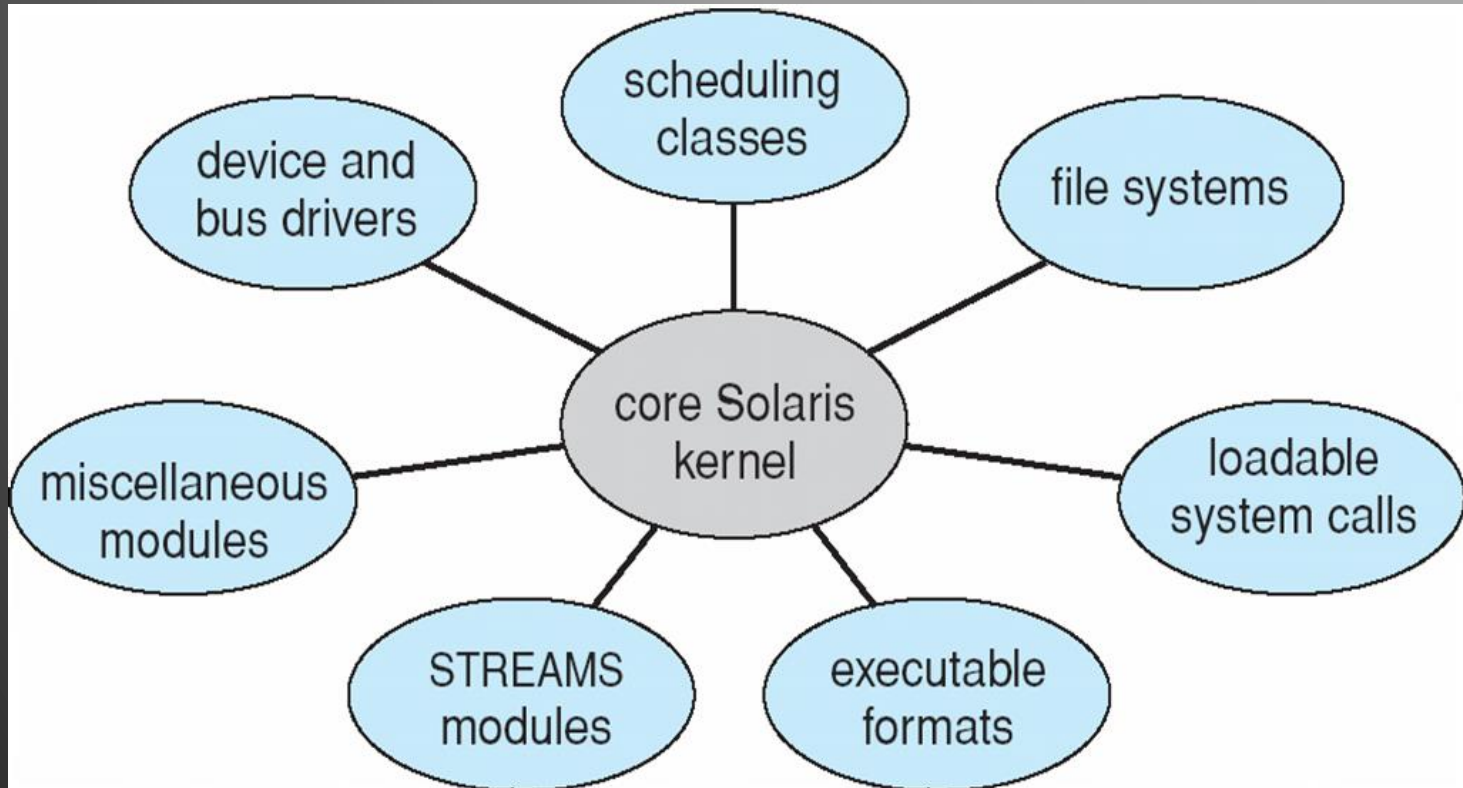 scheduling
classes
device and
bus drivers
file systems
core Solaris
kernel
loadable
system calls
miscellaneous
modules
STREAMS
modules
executable
formats